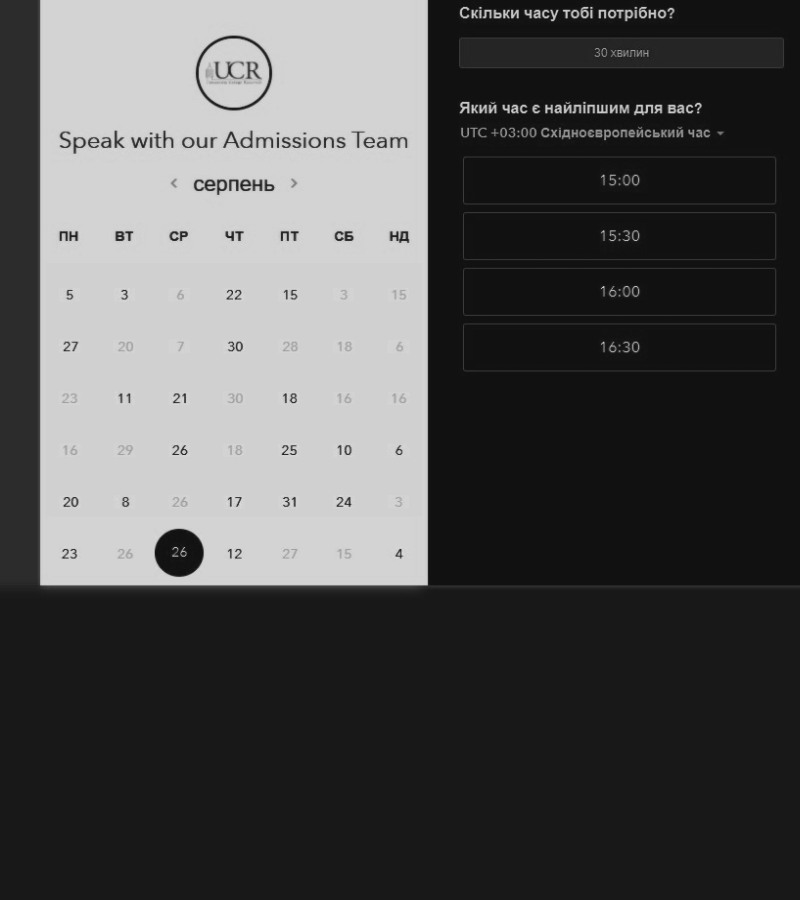 UCR
Speak with our Admissions Team
серпень
ПН ВТ СР ЧТ ПТ СБ НД
5 3 6 22 15 3 15
27 20 7 30 28 18 6
23 11 21 30 18 16 16
16 29 26 18 25 10 6
20 8 26 17 31 24 3
23 26 26 12 27 15 4
Скільки часу тобі потрібно?
30 хвилин
Який час є найліпшим для вас?
UTC +03:00 Східноєвропейський час
15:00
15:30
16:00
16:30